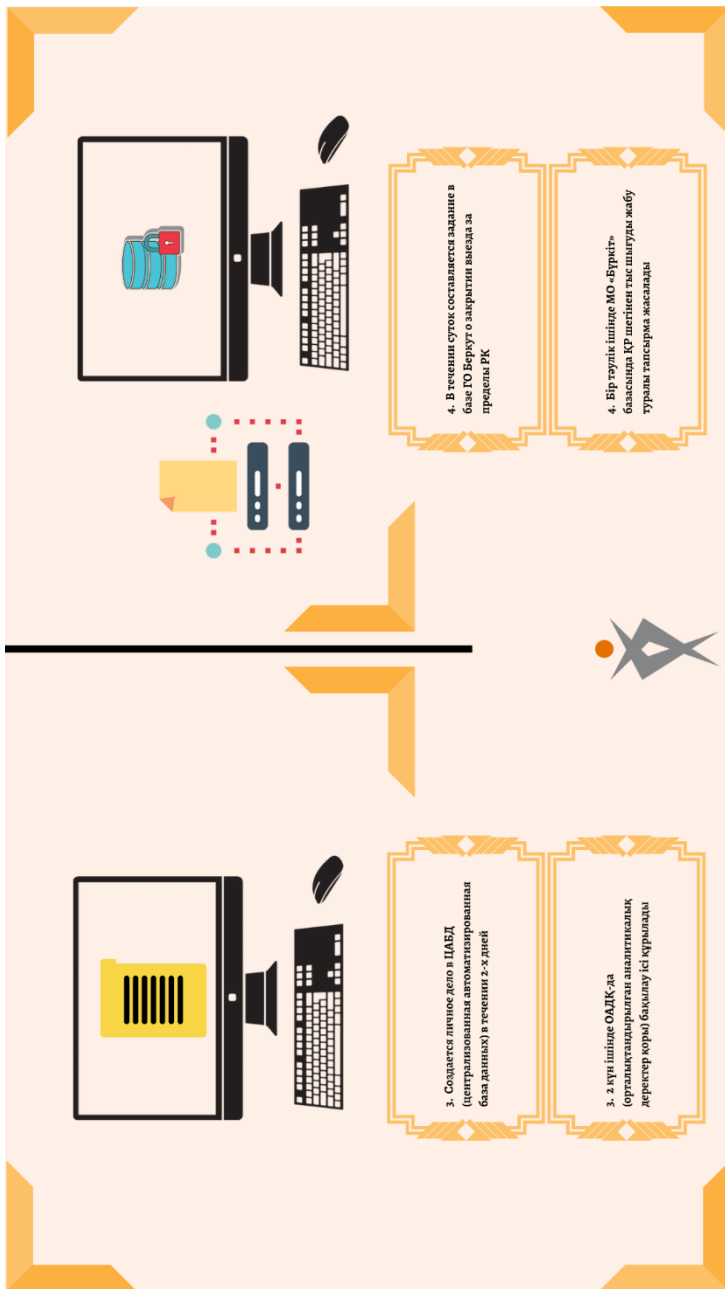 3. Создается личное дело в ЦАБД
(централизованная автоматизированная
база данных) в течении 2-х дней
3. 2 күн ішінде ОАДҚ-да
(орталықтандырылған аналитикалық
деректер қоры) бақылау ісі құрылады
4. В течении суток составляется задание в
базе ГО Беркут о закрытии выезда за
пределы РК
4. Бір тәулік ішінде МО «Бүркіт»
базасында ҚР шегінен тыс шығуды жабу
туралы тапсырма жасалады